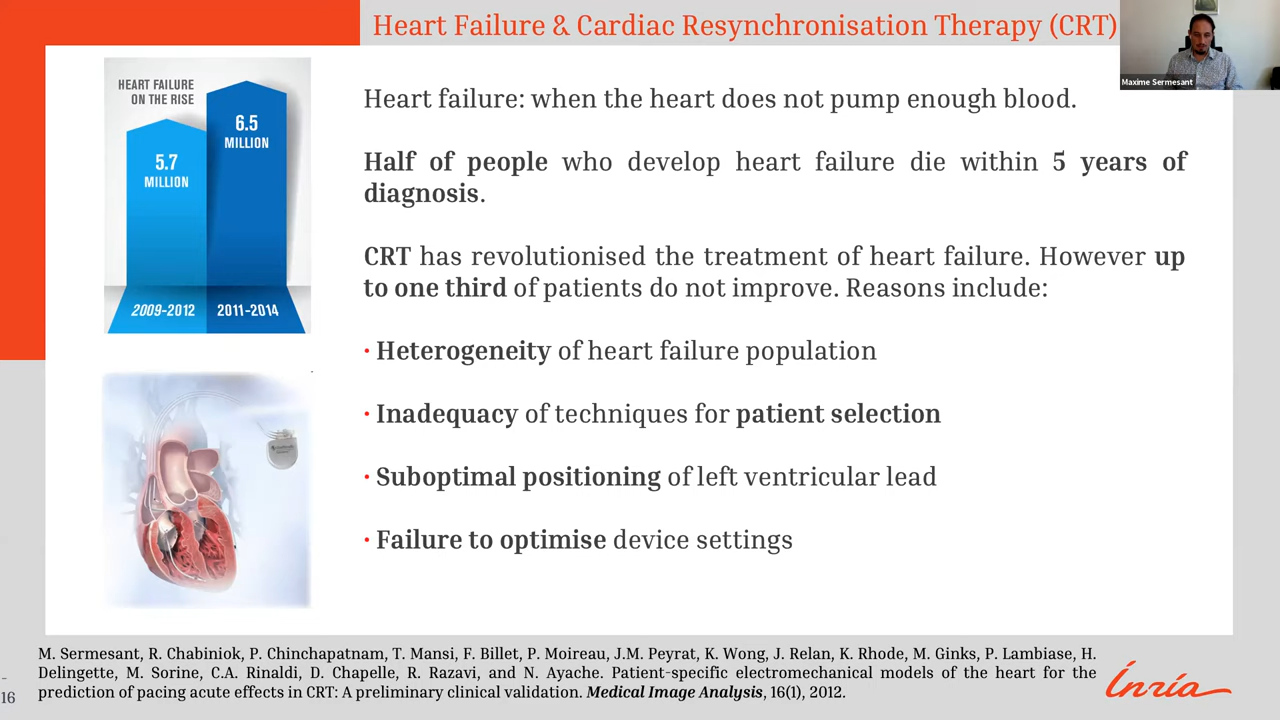 Heart Failure & Cardiac Resynchronisation Therapy (CRT)
Maxime Sermesant
HEART FAILURE
ON THE RISE
5.7
MILLION
6.5
MILLION
2009-2012
2011-2014
Heart failure: when the heart does not pump enough blood.
Half of people who develop heart failure die within 5 years of
diagnosis.
CRT has revolutionised the treatment of heart failure. However up
to one third of patients do not improve. Reasons include:
• Heterogeneity of heart failure population
• Inadequacy of techniques for patient selection
• Suboptimal positioning of left ventricular lead
• Failure to optimise device settings
M. Sermesant, R. Chabiniok, P. Chinchapatnam, T. Mansi, F. Billet, P. Moireau, J.M. Peyrat, K. Wong, J. Relan, K. Rhode, M. Ginks, P. Lambiase, H.
Delingette, M. Sorine, C.A. Rinaldi, D. Chapelle, R. Razavi, and N. Ayache. Patient-specific electromechanical models of the heart for the
prediction of pacing acute effects in CRT: A preliminary clinical validation. Medical Image Analysis, 16(1), 2012.
-
16
Inria